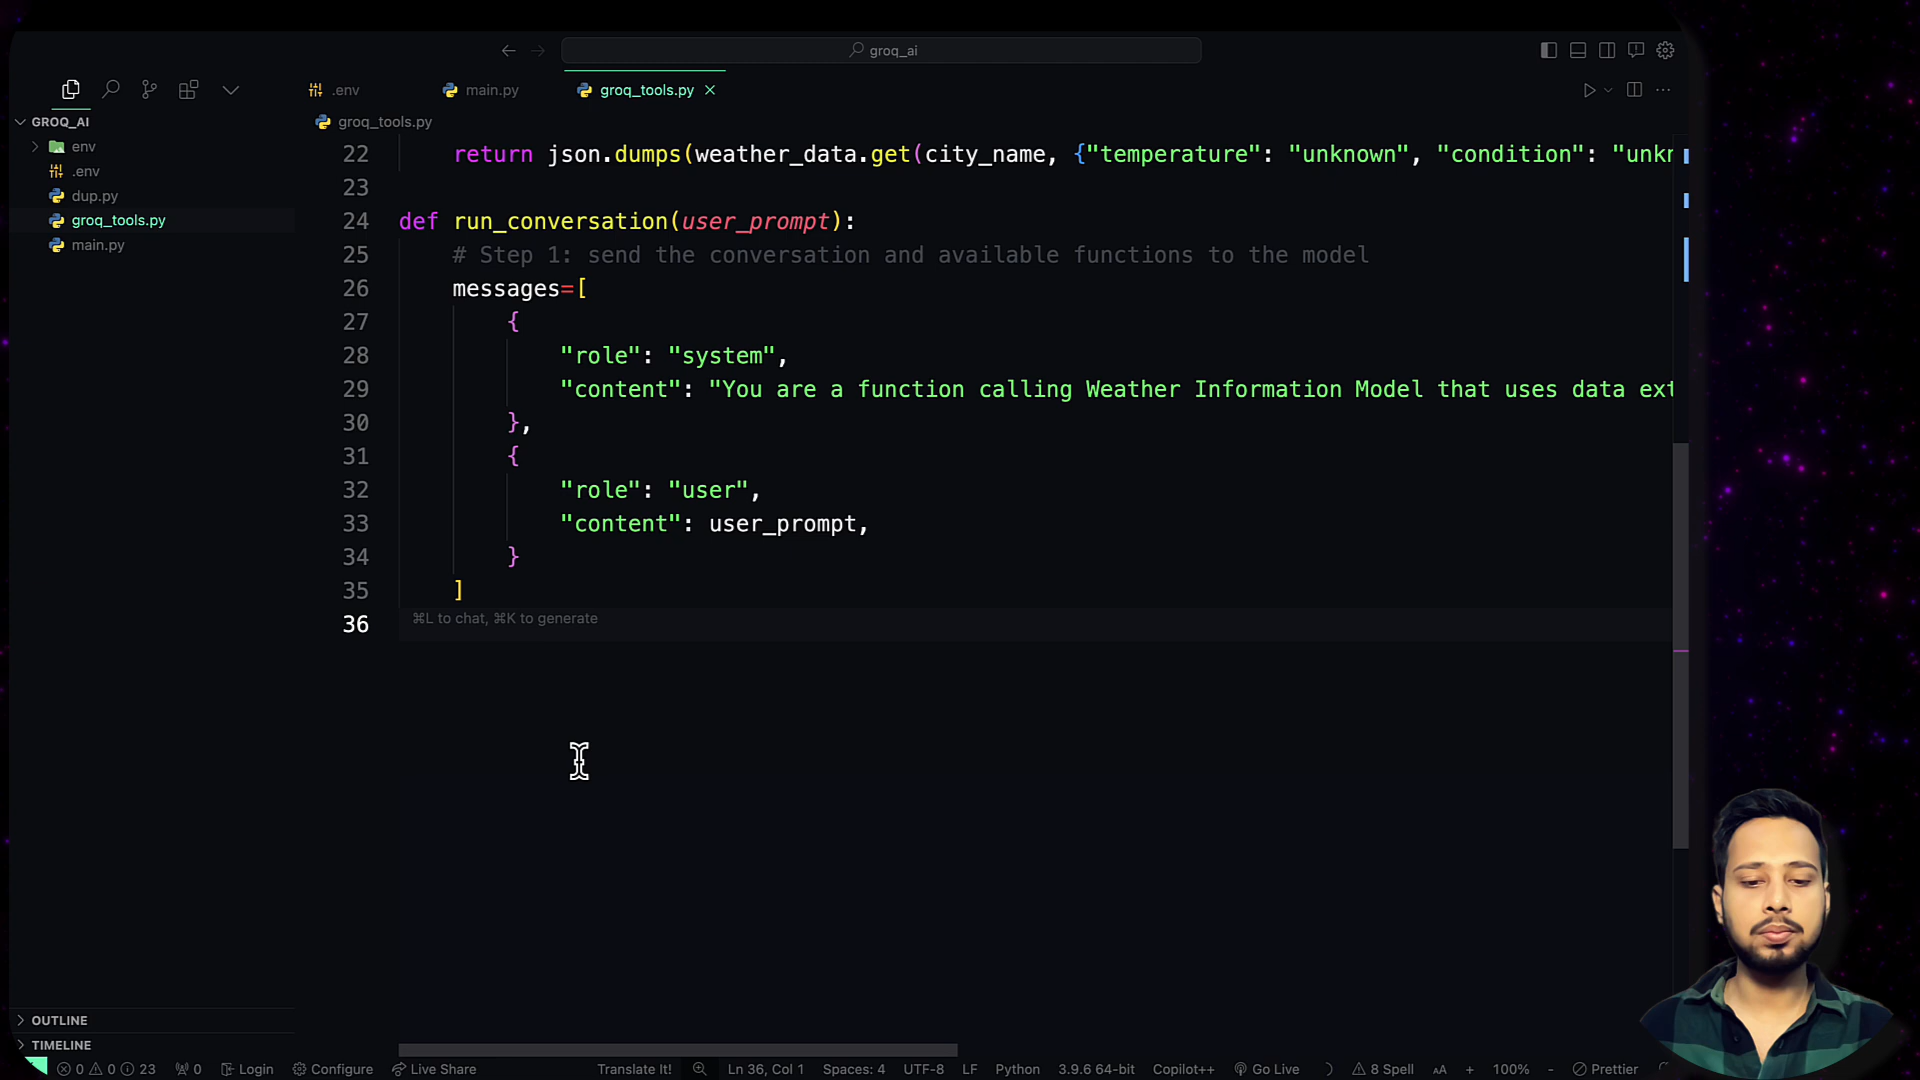 groq_ai
.env
main.py
groq_tools.py
GROQ_AI
env
.env
dup.py
groq_tools.py
main.py
groq_tools.py
22 return json.dumps(weather_data.get(city_name, {"temperature": "unknown", "condition": "unkn
23
24 def run_conversation(user_prompt):
25 # Step 1: send the conversation and available functions to the model
26 messages=[
27 {
28 "role": "system",
29 "content": "You are a function calling Weather Information Model that uses data ext
30 },
31 {
32 "role": "user",
33 "content": user_prompt,
34 }
35 ]
36 ⌘L to chat, ⌘K to generate
OUTLINE
TIMELINE
0 0 23 0 Login Configure Live Share Translate It! Ln 36, Col 1 Spaces: 4 UTF-8 LF Python 3.9.6 64-bit Copilot++ Go Live 8 Spell AA + 100% - Prettier